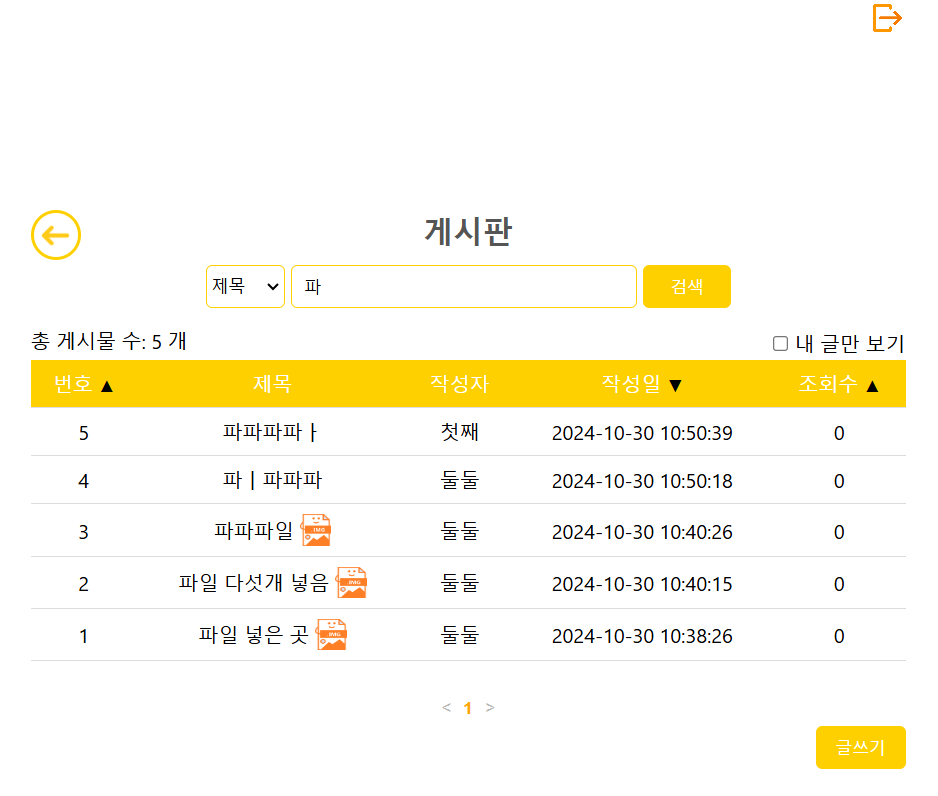 게시판
제목 파 검색
총 게시물 수: 5 개
내 글만 보기
번호 ▲ 제목 작성자 작성일 ▼ 조회수 ▲
5 파파파파ㅏ 첫째 2024-10-30 10:50:39 0
4 파ㅣ파파파 둘둘 2024-10-30 10:50:18 0
3 파파파일 IMG 둘둘 2024-10-30 10:40:26 0
2 파일 다섯개 넣음 IMG 둘둘 2024-10-30 10:40:15 0
1 파일 넣은 곳 IMG 둘둘 2024-10-30 10:38:26 0
< 1 >
글쓰기